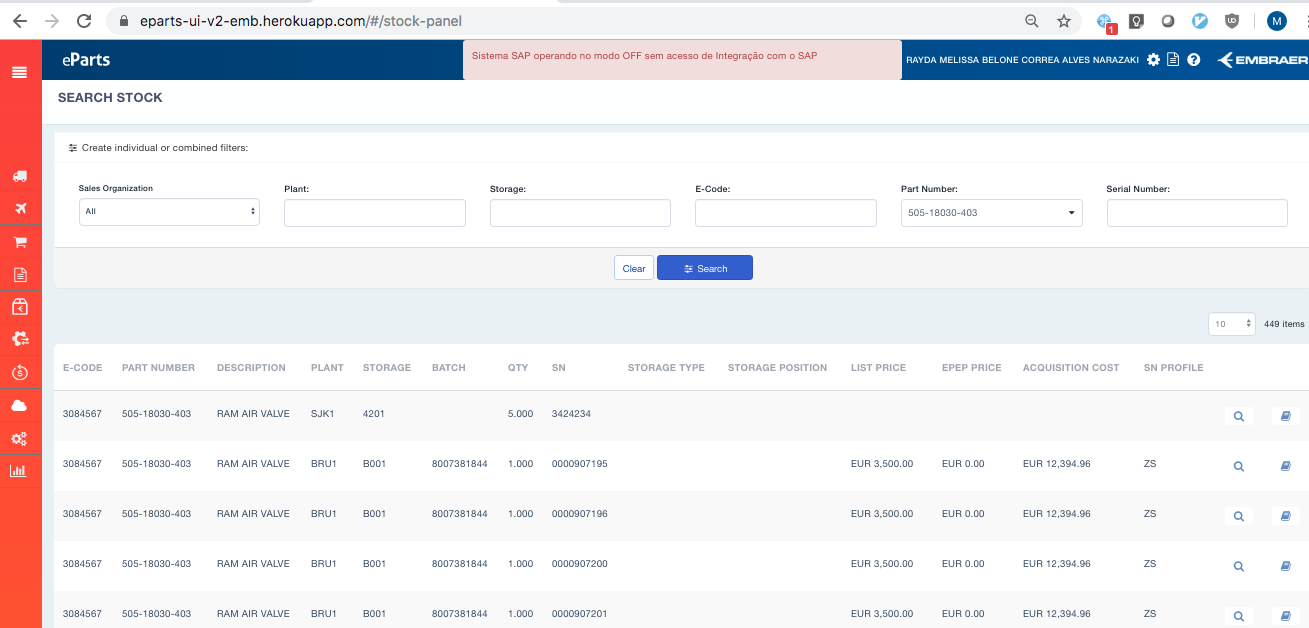 eparts-ui-v2-emb.herokuapp.com/#/stock-panel
1
M
eParts
Sistema SAP operando no modo OFF sem acesso de Integração com o SAP
RAYDA MELISSA BELONE CORREA ALVES NARAZAKI
EMBRAER
SEARCH STOCK
Create individual or combined filters:
Sales Organization Plant: Storage: E-Code: Part Number: Serial Number:
All 505-18030-403
Clear Search
10 449 items
E-CODE PART NUMBER DESCRIPTION PLANT STORAGE BATCH QTY SN STORAGE TYPE STORAGE POSITION LIST PRICE EPEP PRICE ACQUISITION COST SN PROFILE
3084567 505-18030-403 RAM AIR VALVE SJK1 4201 5.000 3424234
3084567 505-18030-403 RAM AIR VALVE BRU1 B001 8007381844 1.000 0000907195 EUR 3,500.00 EUR 0.00 EUR 12,394.96 ZS
3084567 505-18030-403 RAM AIR VALVE BRU1 B001 8007381844 1.000 0000907196 EUR 3,500.00 EUR 0.00 EUR 12,394.96 ZS
3084567 505-18030-403 RAM AIR VALVE BRU1 B001 8007381844 1.000 0000907200 EUR 3,500.00 EUR 0.00 EUR 12,394.96 ZS
3084567 505-18030-403 RAM AIR VALVE BRU1 B001 8007381844 1.000 0000907201 EUR 3,500.00 EUR 0.00 EUR 12,394.96 ZS